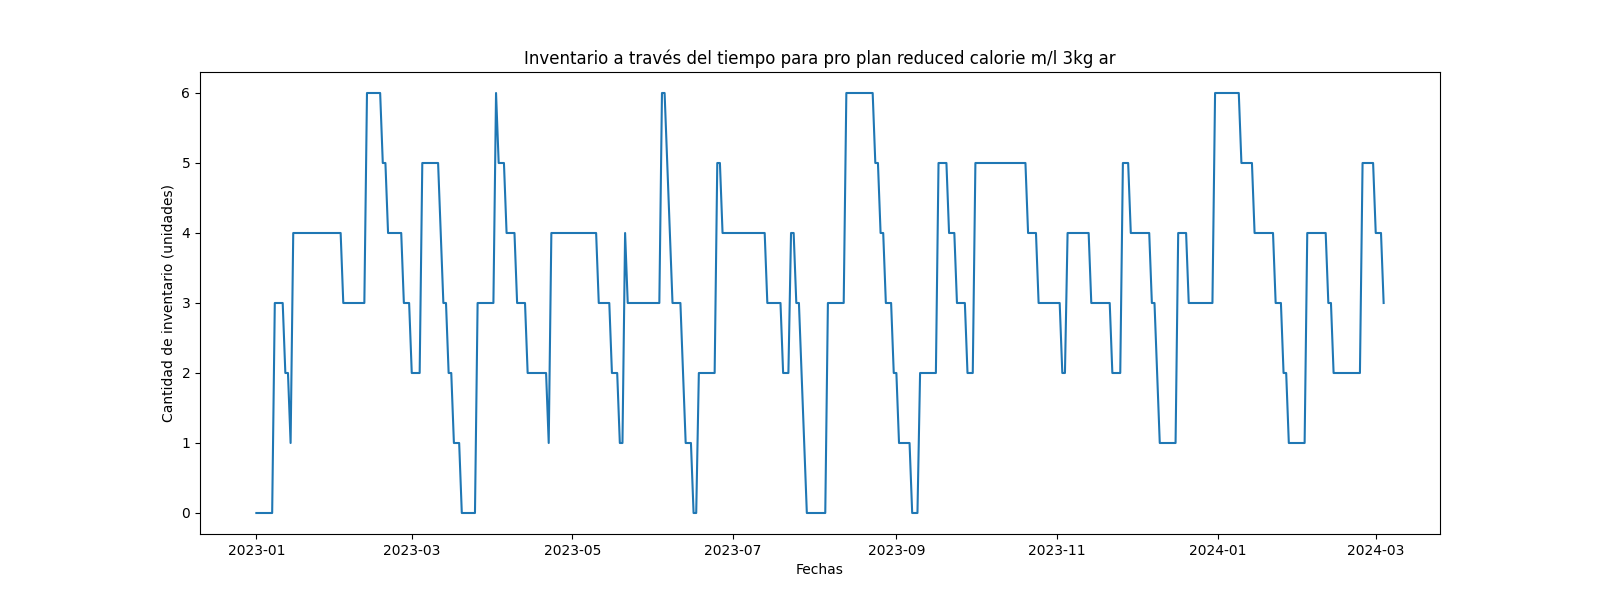 Inventario a través del tiempo para pro plan reduced calorie m/l 3kg ar
Cantidad de inventario (unidades)
6
5
4
3
2
1
0
2023-01 2023-03 2023-05 2023-07 2023-09 2023-11 2024-01 2024-03
Fechas